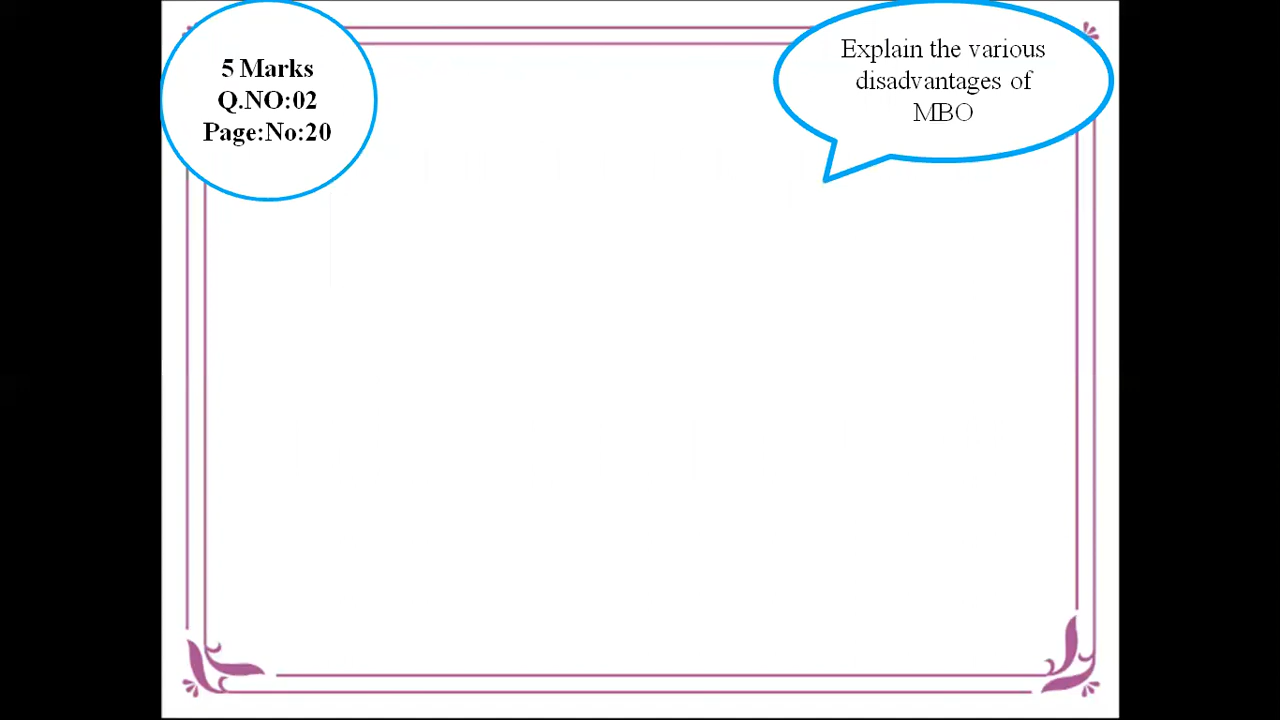 5 Marks
Q.NO:02
Page:No:20
Explain the various
disadvantages of
MBO